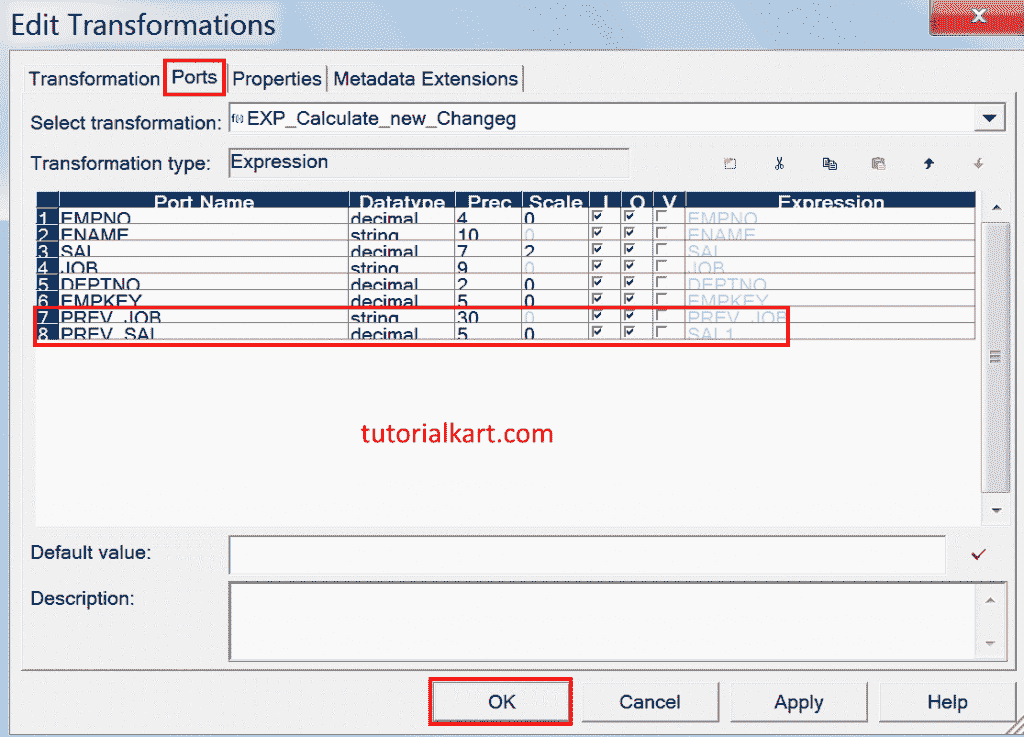 Edit Transformations
Transformation Ports Properties Metadata Extensions
Select transformation: f(x) EXP_Calculate_new_Changeg
Transformation type: Expression
Port Name Datatype Prec Scale I O V Expression
1 EMPNO decimal 4 0 EMPNO
2 ENAME string 10 0 ENAME
3 SAL decimal 7 2 SAL
4 JOB string 9 0 JOB
5 DEPTNO decimal 2 0 DEPTNO
6 EMPKEY decimal 5 0 EMPKEY
7 PREV_JOB string 30 0 PREV_JOB
8 PREV_SAL decimal 5 0 SAL1
tutorialkart.com
Default value:
Description:
OK Cancel Apply Help